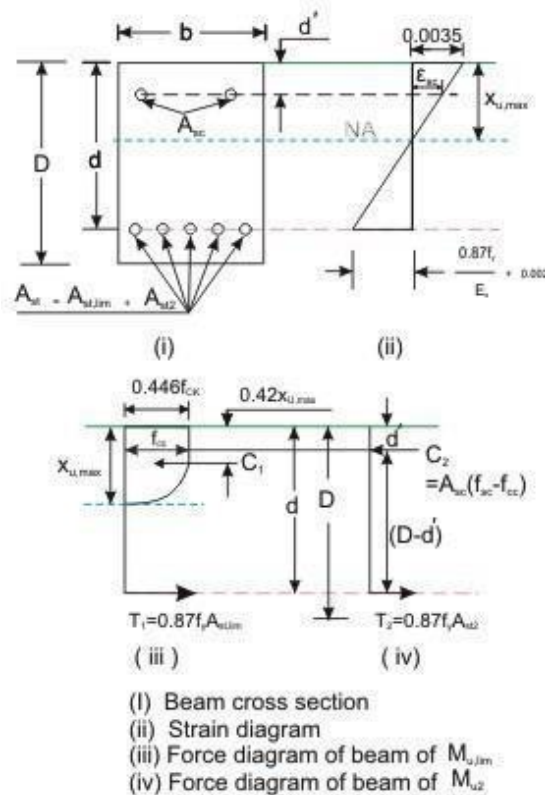 b
d'
0.0035
ε_sc
x_u,max
A_sc
NA
D
d
A_st = A_st,lim + A_st2
0.87f_y
E_s
+ 0.002
(i)
(ii)
0.446f_CK
0.42x_u,max
f_cc
d'
x_u,max
C_1
C_2
=A_sc(f_sc-f_cc)
d
D
(D-d')
T_1=0.87f_yA_st,lim
T_2=0.87f_yA_st2
( iii )
(iv)
(I) Beam cross section
(ii) Strain diagram
(iii) Force diagram of beam of M_u,lim
(iv) Force diagram of beam of M_u2